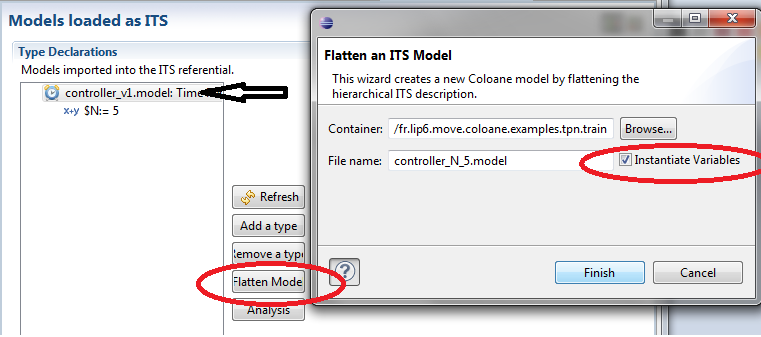 Models loaded as ITS
Type Declarations
Models imported into the ITS referential.
controller_v1.model: Time
x+y $N:= 5
Refresh
Add a type
Remove a type
Flatten Mode
Analysis
Flatten an ITS Model
This wizard creates a new Coloane model by flattening the
hierarchical ITS description.
Container: /fr.lip6.move.coloane.examples.tpn.train Browse...
File name: controller_N_5.model Instantiate Variables
? Finish Cancel